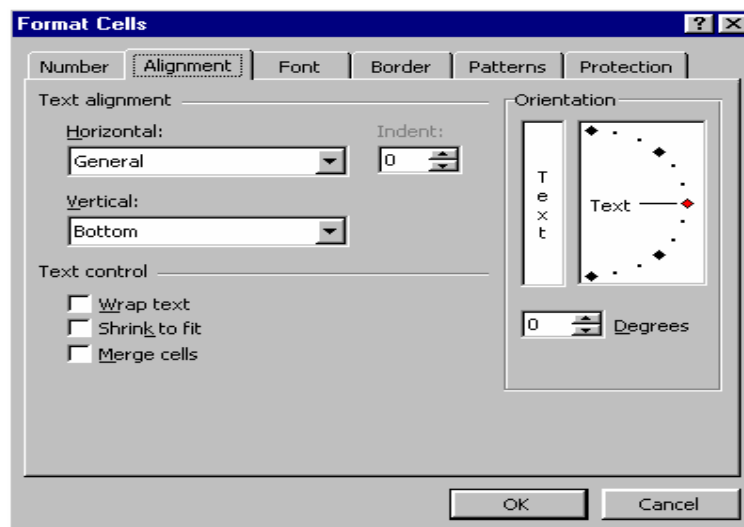 Format Cells
Number Alignment Font Border Patterns Protection
Text alignment
Horizontal:
General
Indent:
0
Vertical:
Bottom
Text control
Wrap text
Shrink to fit
Merge cells
Orientation
Text
Text
0 Degrees
OK Cancel